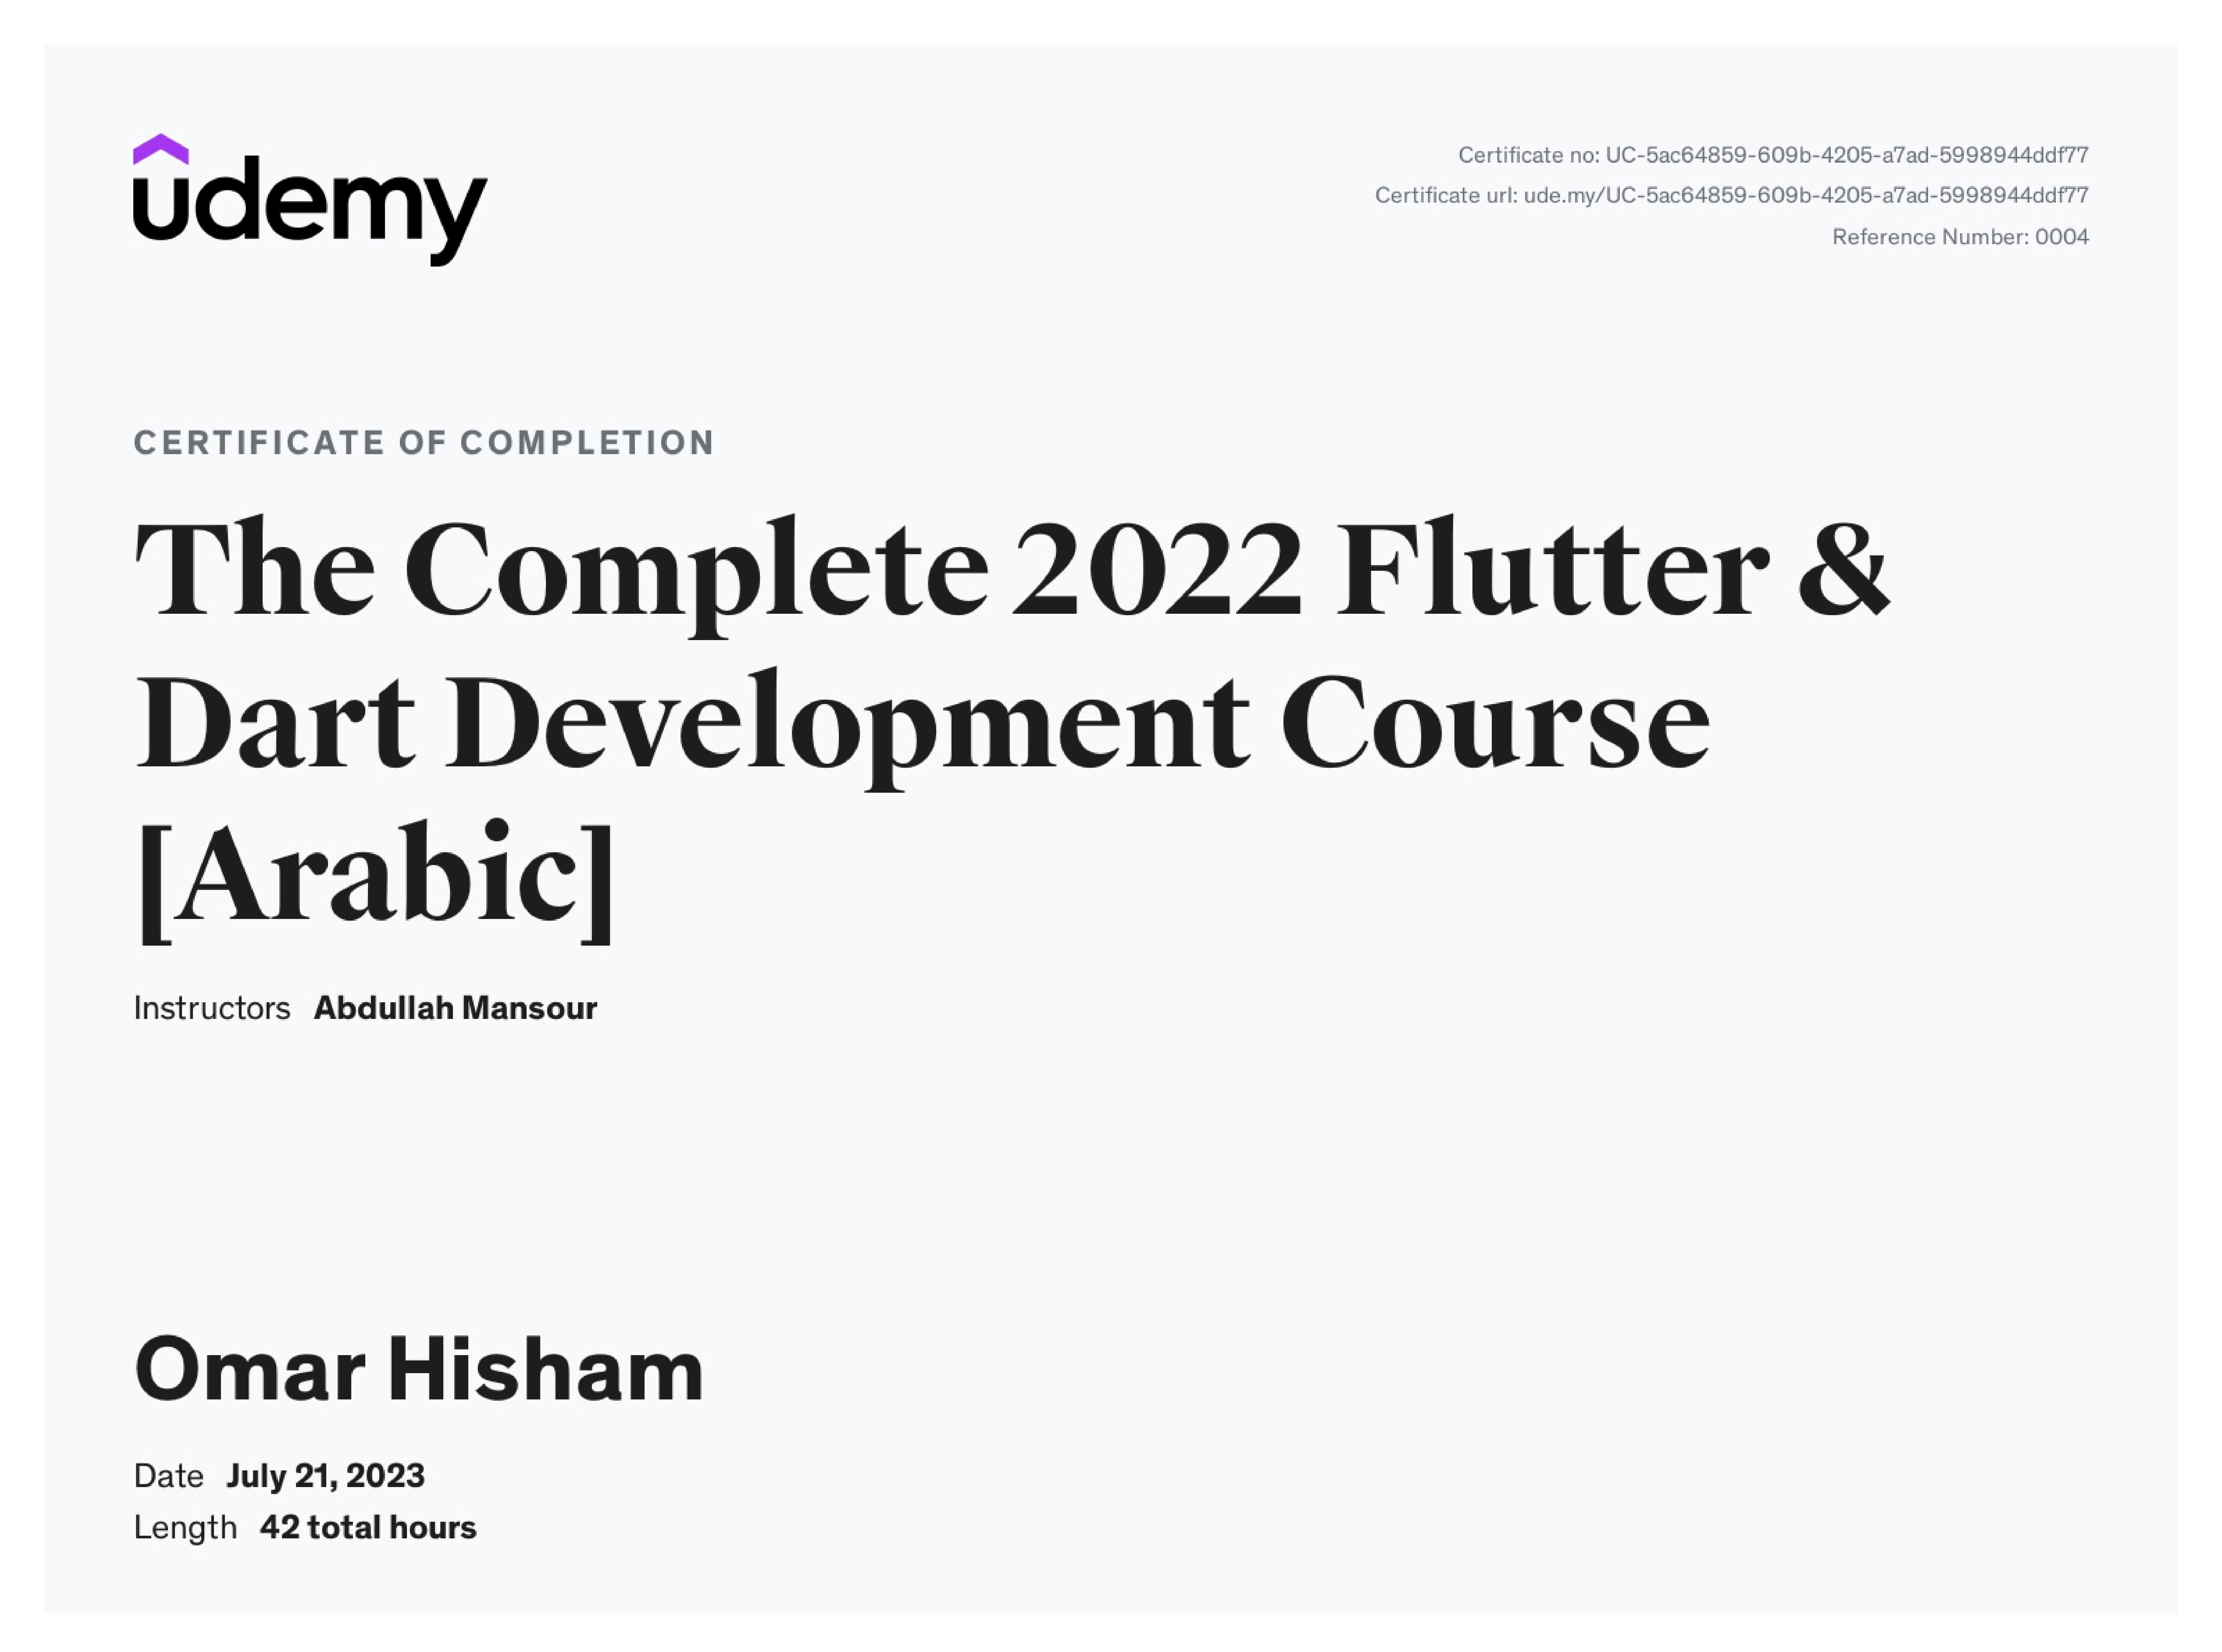 udemy
Certificate no: UC-5ac64859-609b-4205-a7ad-5998944ddf77
Certificate url: ude.my/UC-5ac64859-609b-4205-a7ad-5998944ddf77
Reference Number: 0004
CERTIFICATE OF COMPLETION
The Complete 2022 Flutter &
Dart Development Course
[Arabic]
Instructors Abdullah Mansour
Omar Hisham
Date July 21, 2023
Length 42 total hours